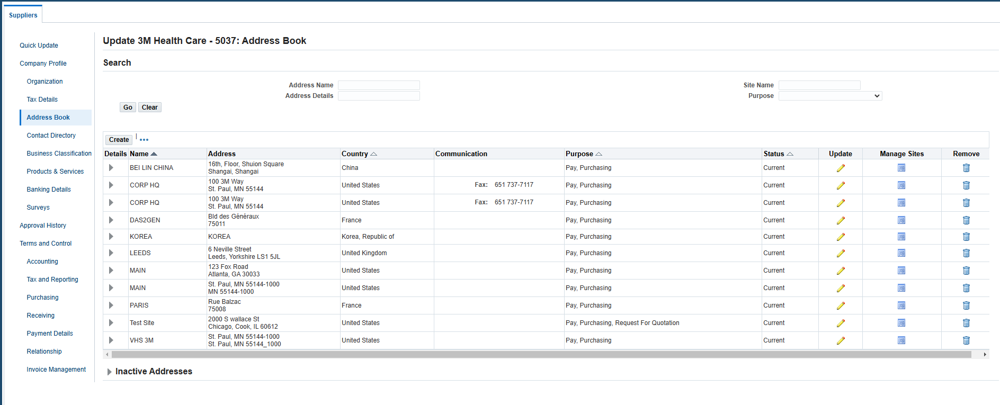 Suppliers
Quick Update
Company Profile
Organization
Tax Details
Address Book
Contact Directory
Business Classification
Products & Services
Banking Details
Surveys
Approval History
Terms and Control
Accounting
Tax and Reporting
Purchasing
Receiving
Payment Details
Relationship
Invoice Management
Update 3M Health Care - 5037: Address Book
Search
Address Name
Site Name
Address Details
Purpose
Go Clear
Create | •••
Details Name Address Country Communication Purpose Status Update Manage Sites Remove
BEI LIN CHINA 16th, Floor, Shuion Square China Pay, Purchasing Current
Shangai, Shangai
CORP HQ 100 3M Way United States Fax: 651 737-7117 Pay, Purchasing Current
St. Paul, MN 55144
CORP HQ 100 3M Way United States Fax: 651 737-7117 Pay, Purchasing Current
St. Paul, MN 55144
DAS2GEN Bld des Généraux France Pay, Purchasing Current
75011
KOREA KOREA Korea, Republic of Pay, Purchasing Current
LEEDS 6 Neville Street United Kingdom Pay, Purchasing Current
Leeds, Yorkshire LS1 5JL
MAIN 123 Fox Road United States Pay, Purchasing Current
Atlanta, GA 30033
MAIN St. Paul, MN 55144-1000 United States Pay, Purchasing Current
MN 55144-1000
PARIS Rue Balzac France Pay, Purchasing Current
75008
Test Site 2000 S wallace St United States Pay, Purchasing, Request For Quotation Current
Chicago, Cook, IL 60612
VHS 3M St. Paul, MN 55144-1000 United States Pay, Purchasing Current
St. Paul, MN 55144_1000
Inactive Addresses